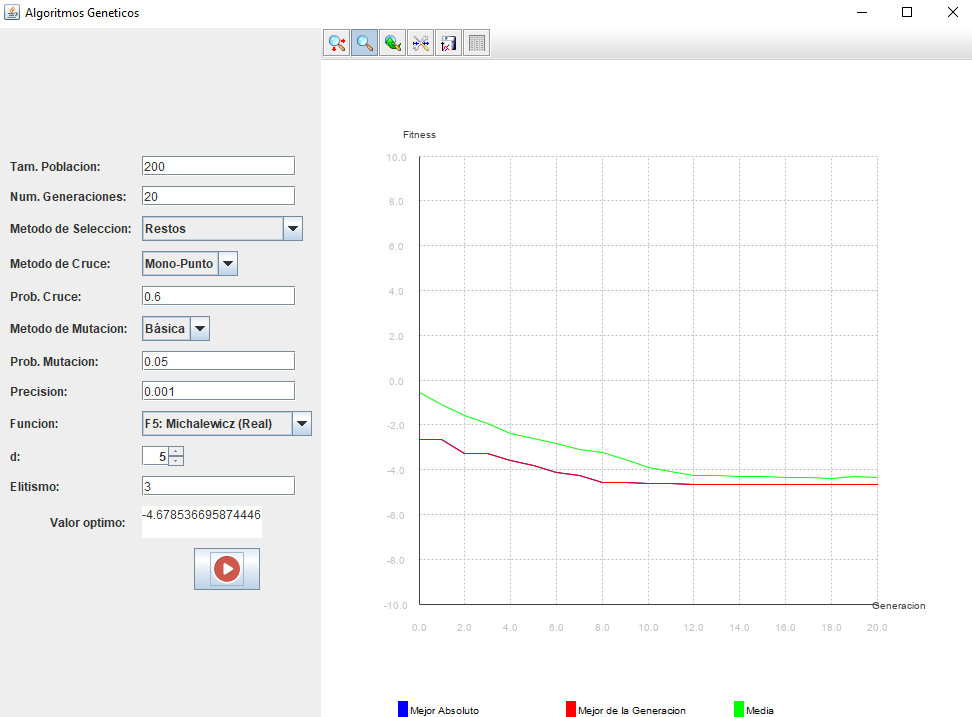 Algoritmos Geneticos
Tam. Poblacion: 200
Num. Generaciones: 20
Metodo de Seleccion: Restos
Metodo de Cruce: Mono-Punto
Prob. Cruce: 0.6
Metodo de Mutacion: Básica
Prob. Mutacion: 0.05
Precision: 0.001
Funcion: F5: Michalewicz (Real)
d: 5
Elitismo: 3
Valor optimo: -4.678536695874446
Fitness
10.0
8.0
6.0
4.0
2.0
0.0
-2.0
-4.0
-6.0
-8.0
-10.0
Generacion
0.0 2.0 4.0 6.0 8.0 10.0 12.0 14.0 16.0 18.0 20.0
Mejor Absoluto Mejor de la Generacion Media